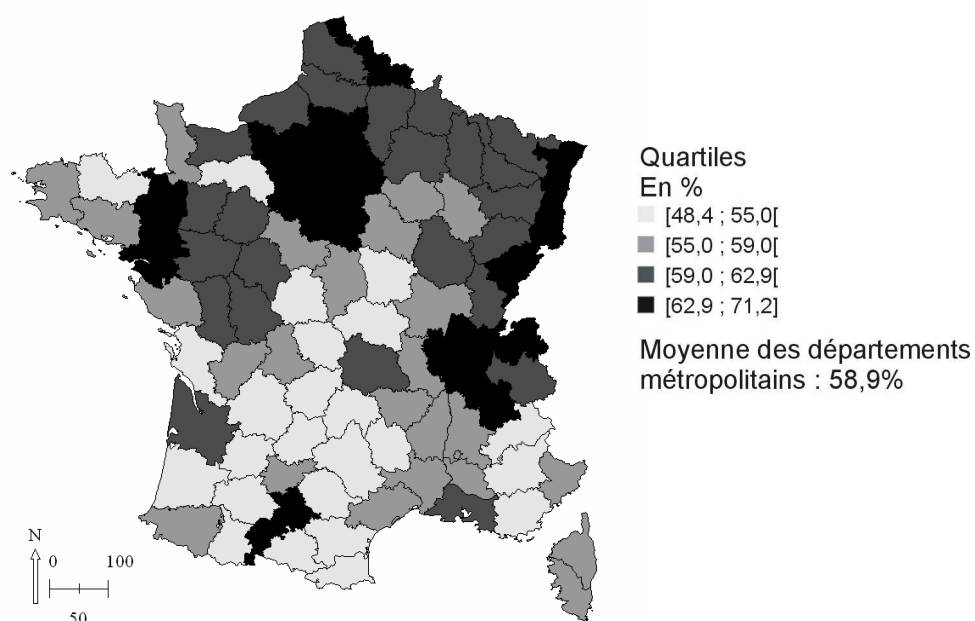 Quartiles
En %
[48,4 ; 55,0[
[55,0 ; 59,0[
[59,0 ; 62,9[
[62,9 ; 71,2]
Moyenne des départements
métropolitains : 58,9%
N
0 100
50